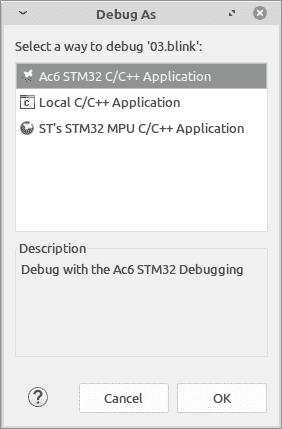 Debug As
Select a way to debug '03.blink':
Ac6 STM32 C/C++ Application
Local C/C++ Application
ST's STM32 MPU C/C++ Application
Description
Debug with the Ac6 STM32 Debugging
Cancel
OK